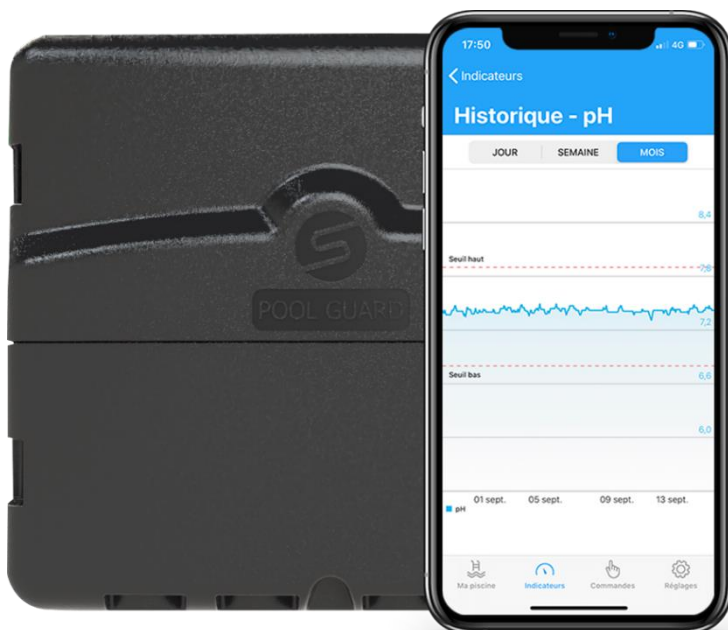 POOL GUARD
17:50
4G
Indicateurs
Historique - pH
JOUR SEMAINE MOIS
8,4
Seuil haut
7,8
7,2
Seuil bas
6,6
6,0
01 sept. 05 sept. 09 sept. 13 sept.
pH
Ma piscine Indicateurs Commandes Réglages